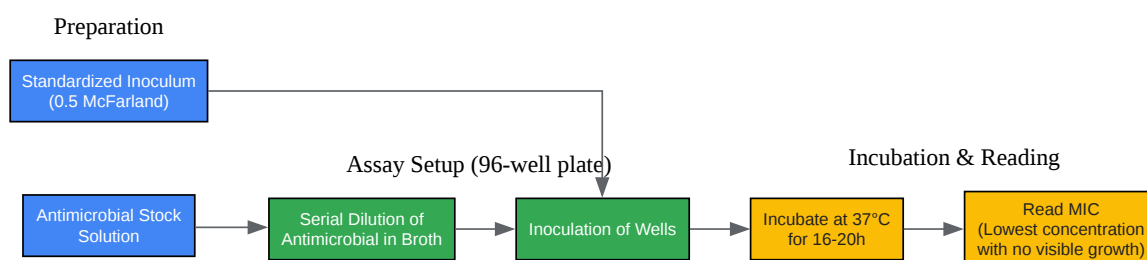 Preparation
Standardized Inoculum
(0.5 McFarland)
Assay Setup (96-well plate)
Incubation & Reading
Antimicrobial Stock
Solution
Serial Dilution of
Antimicrobial in Broth
Inoculation of Wells
Incubate at 37°C
for 16-20h
Read MIC
(Lowest concentration
with no visible growth)